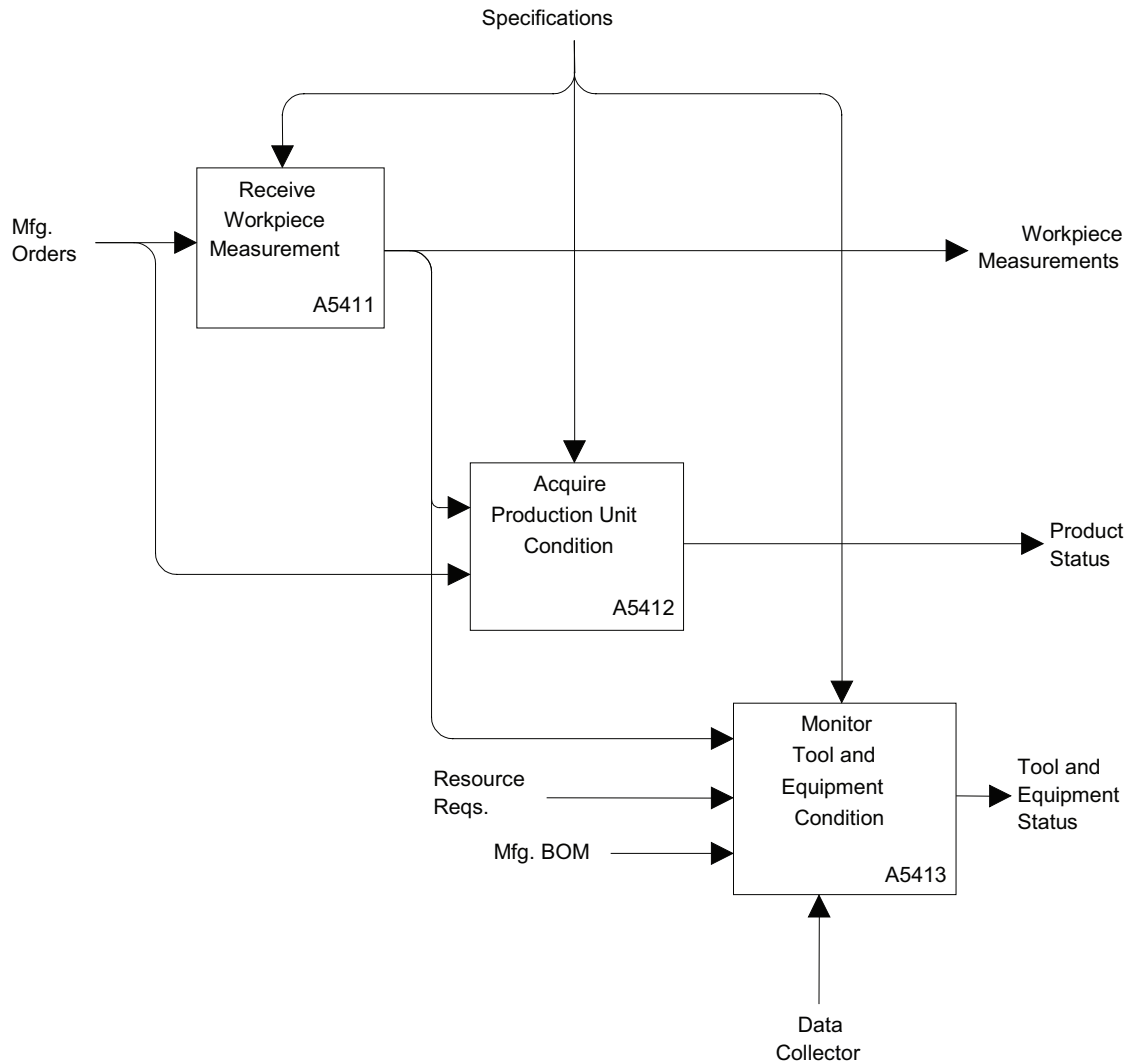 Specifications
Receive
Workpiece
Measurement
A5411
Mfg.
Orders
Workpiece
Measurements
Acquire
Production Unit
Condition
A5412
Product
Status
Monitor
Tool and
Equipment
Condition
A5413
Resource
Reqs.
Mfg. BOM
Tool and
Equipment
Status
Data
Collector